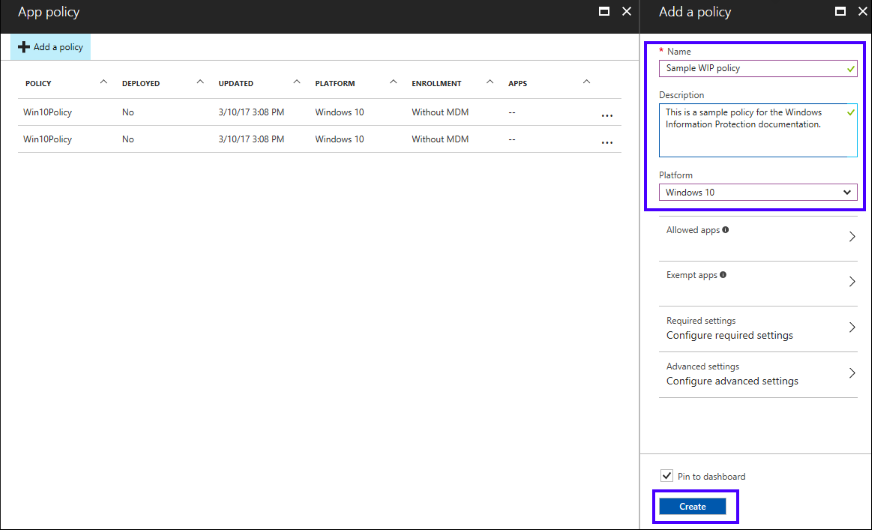 App policy
Add a policy
POLICY DEPLOYED UPDATED PLATFORM ENROLLMENT APPS
Win10Policy No 3/10/17 3:08 PM Windows 10 Without MDM -- ...
Win10Policy No 3/10/17 3:08 PM Windows 10 Without MDM -- ...
Add a policy
* Name
Sample WIP policy
Description
This is a sample policy for the Windows
Information Protection documentation.
Platform
Windows 10
Allowed apps
Exempt apps
Required settings
Configure required settings
Advanced settings
Configure advanced settings
Pin to dashboard
Create